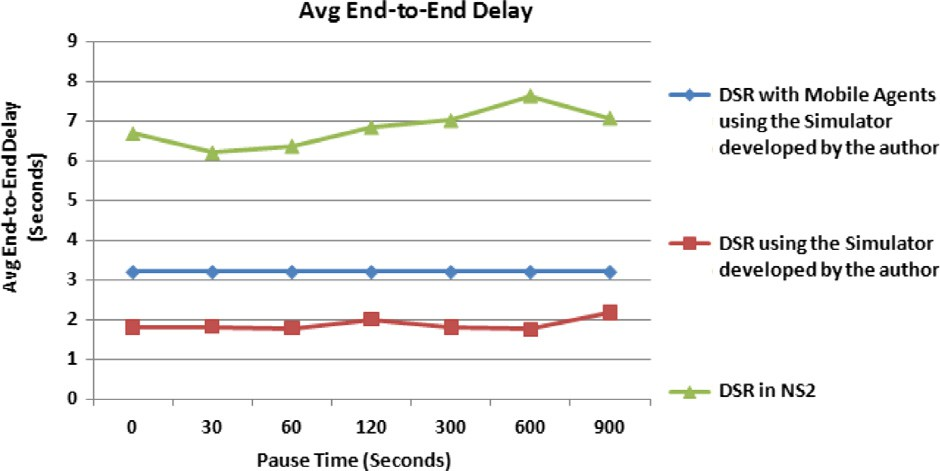 Avg End-to-End Delay
9
8
7
6
5
4
3
2
1
0
Avg End-to-End Delay
(Seconds)
0 30 60 120 300 600 900
Pause Time (Seconds)
DSR with Mobile Agents
using the Simulator
developed by the author
DSR using the Simulator
developed by the author
DSR in NS2